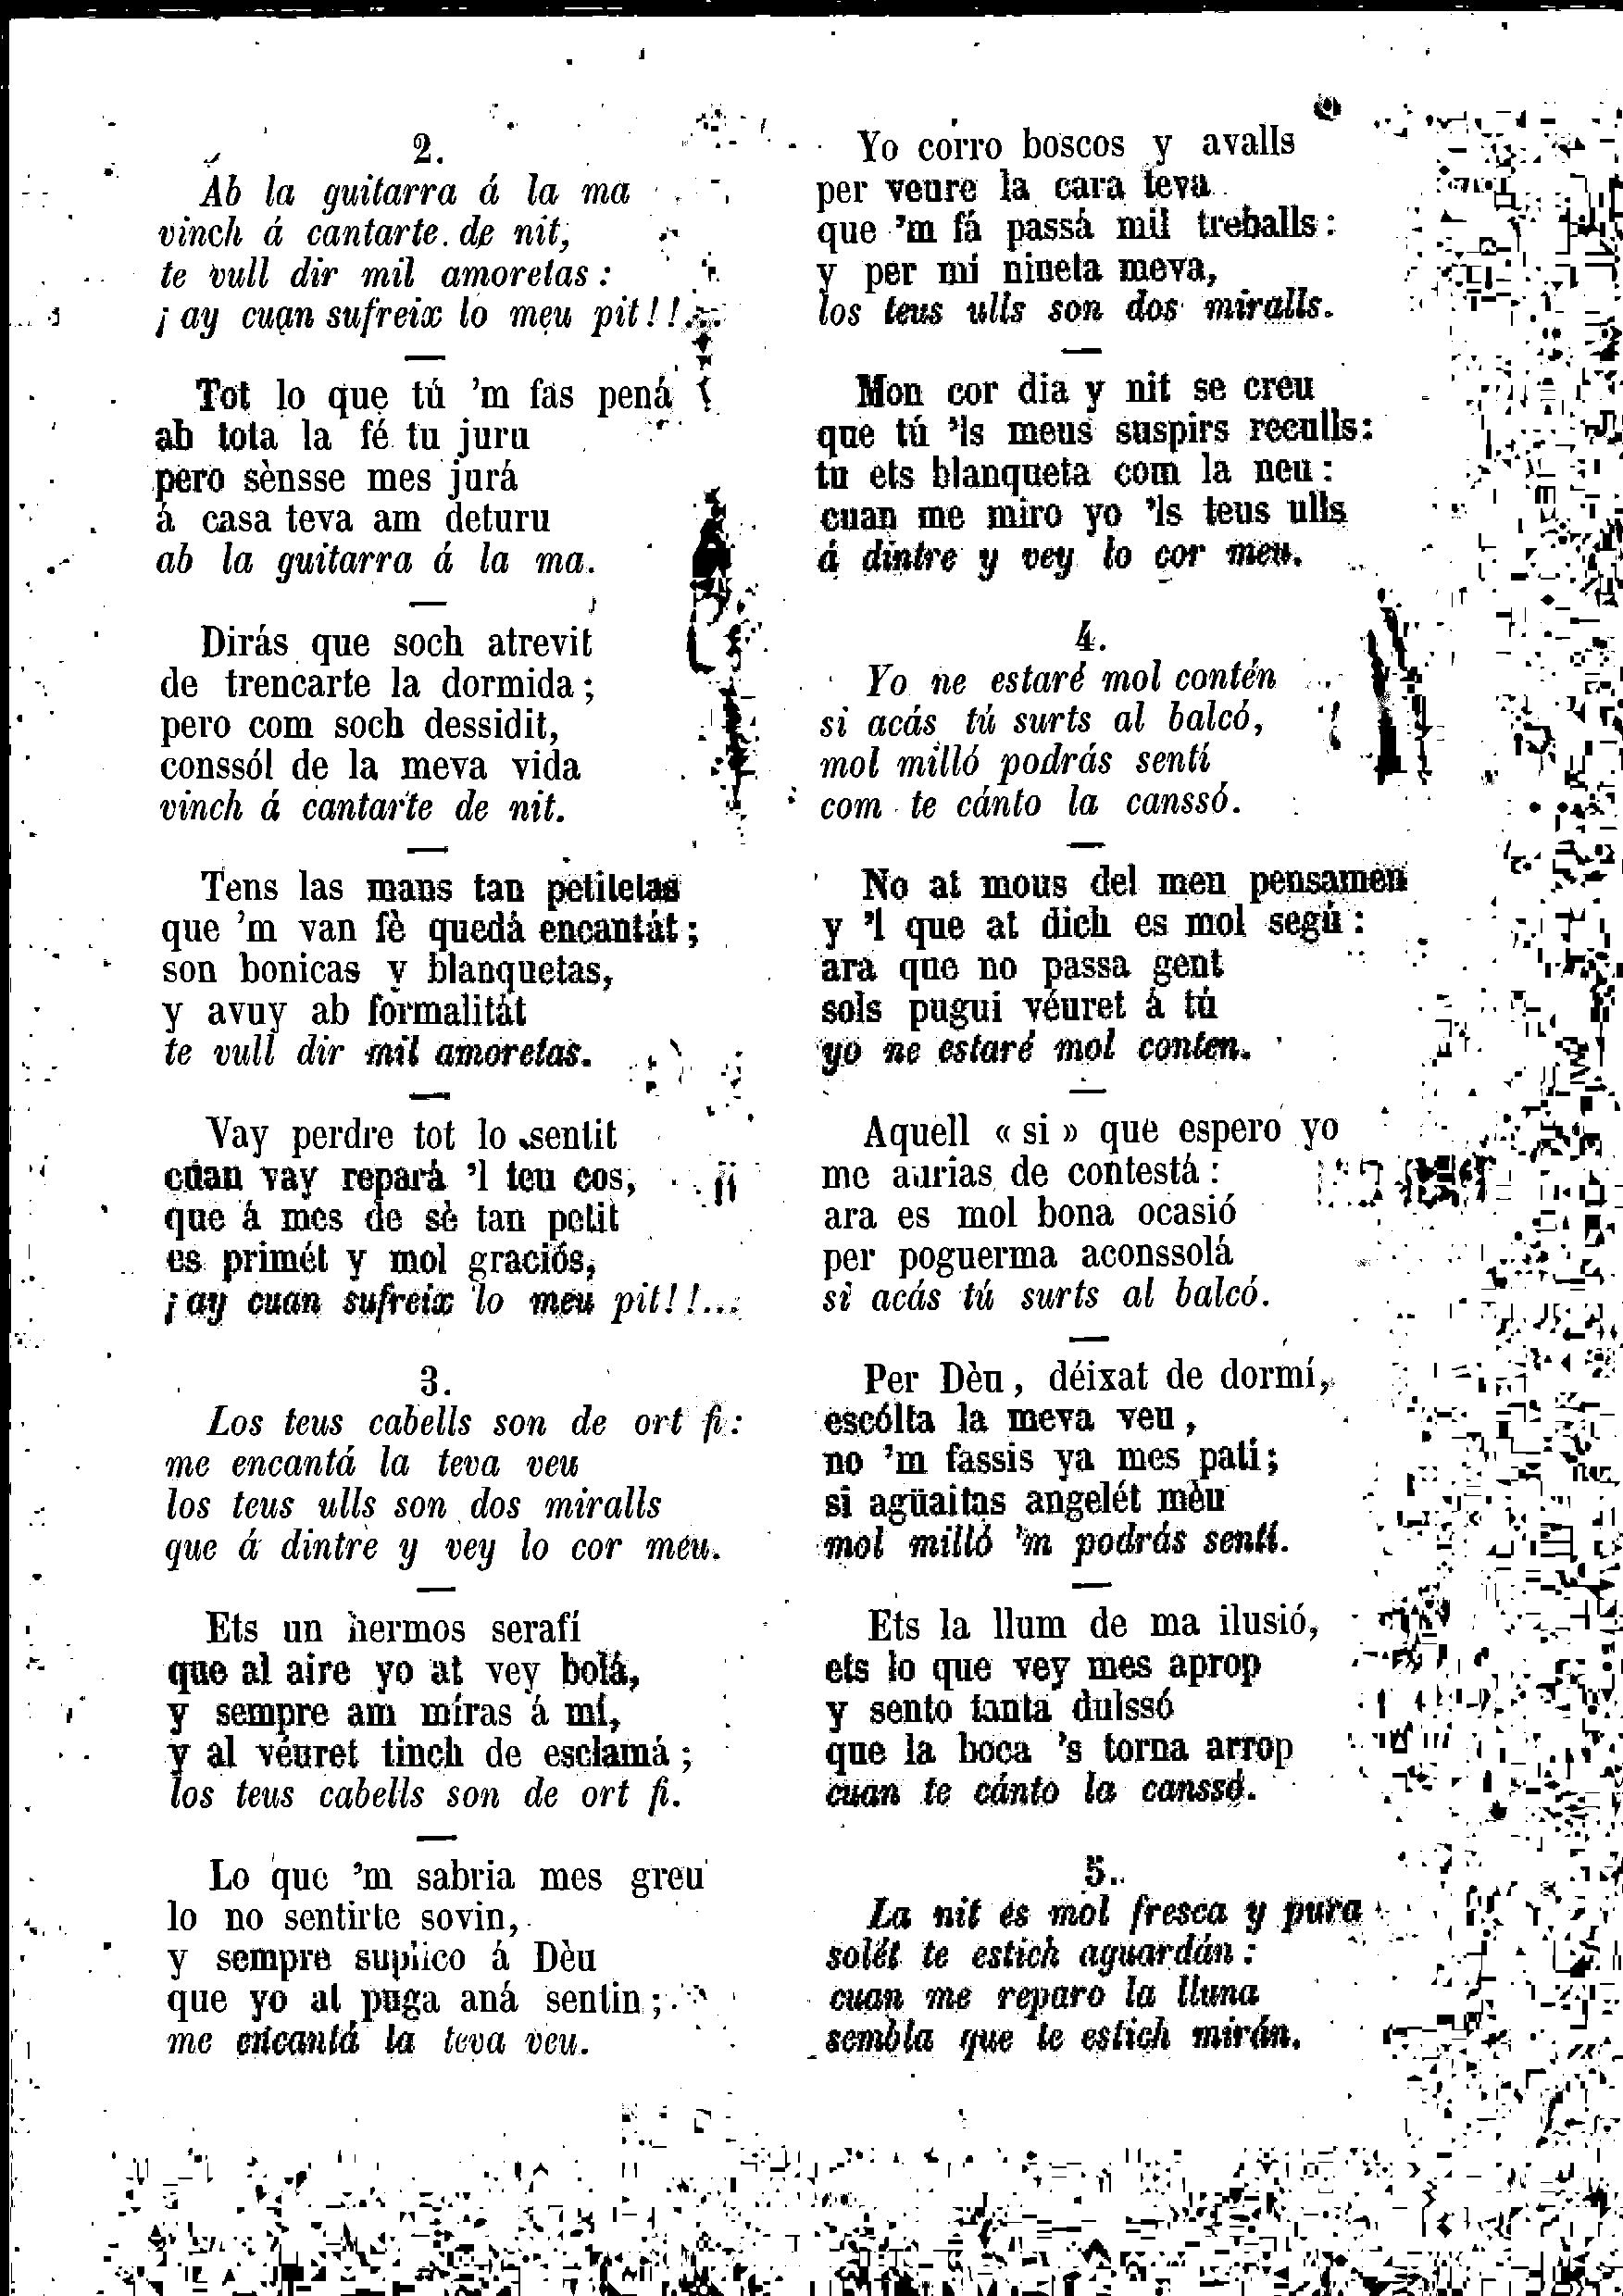 2.
Ab la guitarra á la ma
vinch á cantarte de nit,
te vull dir mil amoretas:
¡ay cuan sufreix lo meu pit!!...
Tot lo que tú 'm fas pená
ab tota la fé tu juru
pero sènsse mes jurá
á casa teva am deturu
ab la guitarra á la ma.
Dirás que soch atrevit
de trencarte la dormida;
pero com soch dessidit,
conssól de la meva vida
vinch á cantarte de nit.
Tens las mans tan petitetas
que 'm van fè quedá encantát;
son bonicas y blanquetas,
y avuy ab formalitát
te vull dir mil amoretas.
Vay perdre tot lo sentit
cuan vay repará 'l teu cos,
que á mes de sè tan petit
es primét y mol graciós,
¡ay cuan sufreix lo meu pit!!...
3.
Los teus cabells son de ort fi:
me encantá la teva veu
los teus ulls son dos miralls
que á dintre y vey lo cor meu.
Ets un hermos serafí
que al aire yo at vey bolá,
y sempre am míras á mí,
y al véuret tinch de esclamá;
los teus cabells son de ort fi.
Lo que 'm sabria mes greu
lo no sentirte sovin,
y sempre suplico á Dèu
que yo at puga aná sentin;
me encantá la teva veu.
Yo corro boscos y avalls
per veure la cara teva
que 'm fá passá mil treballs:
y per mí nineta meva,
los teus ulls son dos miralls.
Mon cor dia y nit se creu
que tú 'ls meus suspirs reculls:
tu ets blanqueta com la neu:
cuan me miro yo 'ls teus ulls
á dintre y vey lo cor meu.
4.
Yo ne estaré mol contén
si acás tú surts al balcó,
mol milló podrás sentí
com te cánto la canssó.
No at mous del meu pensamen
y 'l que at dich es mol segú:
ara que no passa gent
sols pugui véuret á tú
yo ne estaré mol conten.
Aquell «si» que espero yo
me aurias de contestá:
ara es mol bona ocasió
per poguerma aconssolá
si acás tú surts al balcó.
Per Dèu, déixat de dormí,
escólta la meva veu,
no 'm fassis ya mes patí;
si agüaitas angelét mèu
mol milló 'm podrás sentí.
Ets la llum de ma ilusió,
ets lo que vey mes aprop
y sento tanta dulssó
que la boca 's torna arrop
cuan te cánto la canssó.
5.
La nit es mol fresca y pura
solét te estich aguardán:
cuan me reparo la lluna
sembla que te estich mirán.